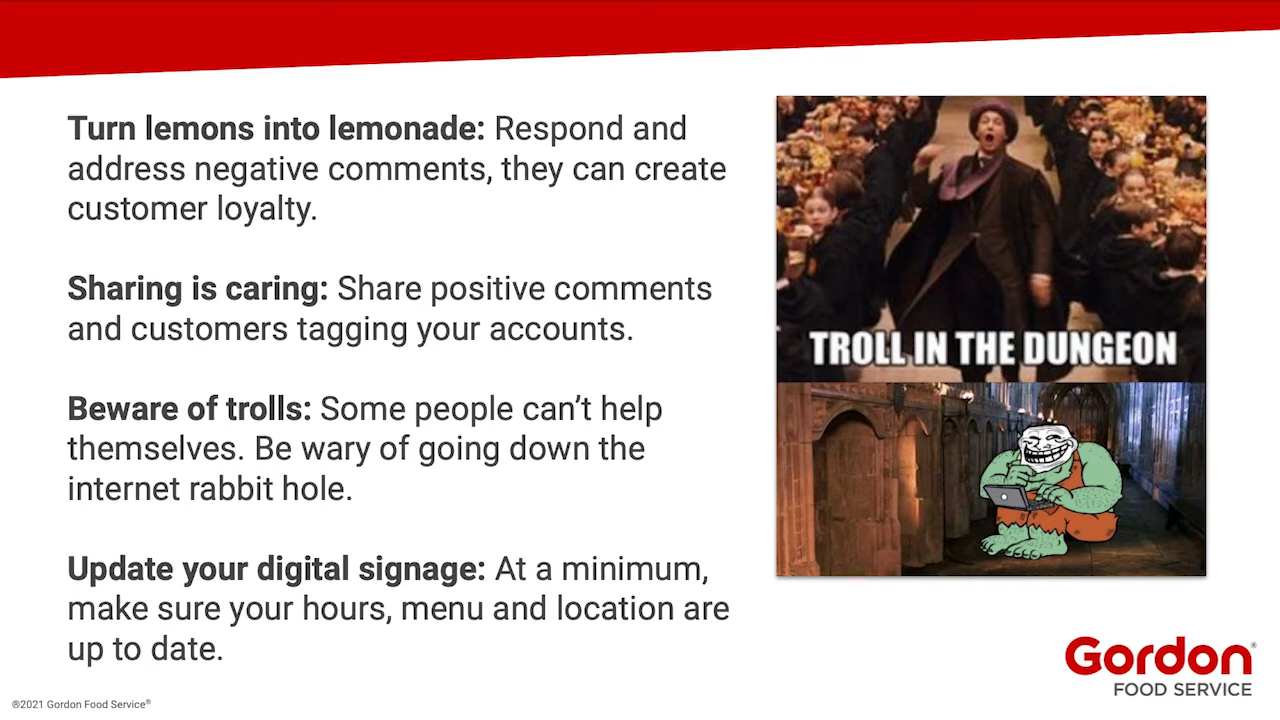 Turn lemons into lemonade: Respond and
address negative comments, they can create
customer loyalty.
Sharing is caring: Share positive comments
and customers tagging your accounts.
Beware of trolls: Some people can’t help
themselves. Be wary of going down the
internet rabbit hole.
Update your digital signage: At a minimum,
make sure your hours, menu and location are
up to date.
TROLL IN THE DUNGEON
Gordon®
FOOD SERVICE
®2021 Gordon Food Service®